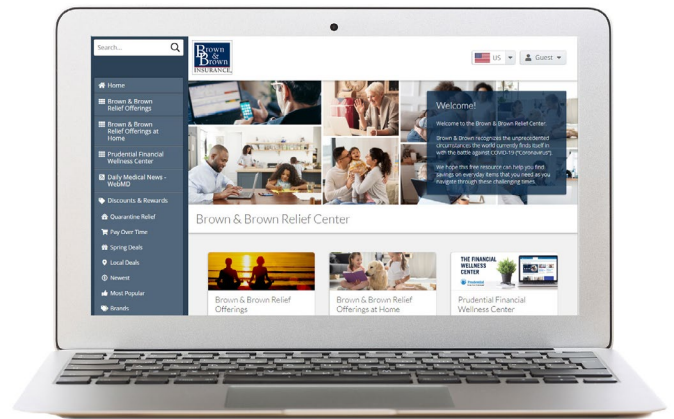 Search...
Brown
&
Brown
INSURANCE
US
Guest
Home
Brown & Brown
Relief Offerings
Brown & Brown
Relief Offerings at
Home
Prudential Financial
Wellness Center
Daily Medical News -
WebMD
Discounts & Rewards
Quarantine Relief
Pay Over Time
Spring Deals
Local Deals
Newest
Most Popular
Brands
Welcome!
Welcome to the Brown & Brown Relief Center.
Brown & Brown recognizes the unprecedented
circumstances the world currently finds itself in
with the battle against COVID-19 ("Coronavirus").
We hope this free resource can help you find
savings on everyday items that you need as you
navigate through these challenging times.
Brown & Brown Relief Center
Brown & Brown Relief
Offerings
Brown & Brown Relief
Offerings at Home
THE FINANCIAL
WELLNESS
CENTER
Prudential
Prudential Financial
Wellness Center